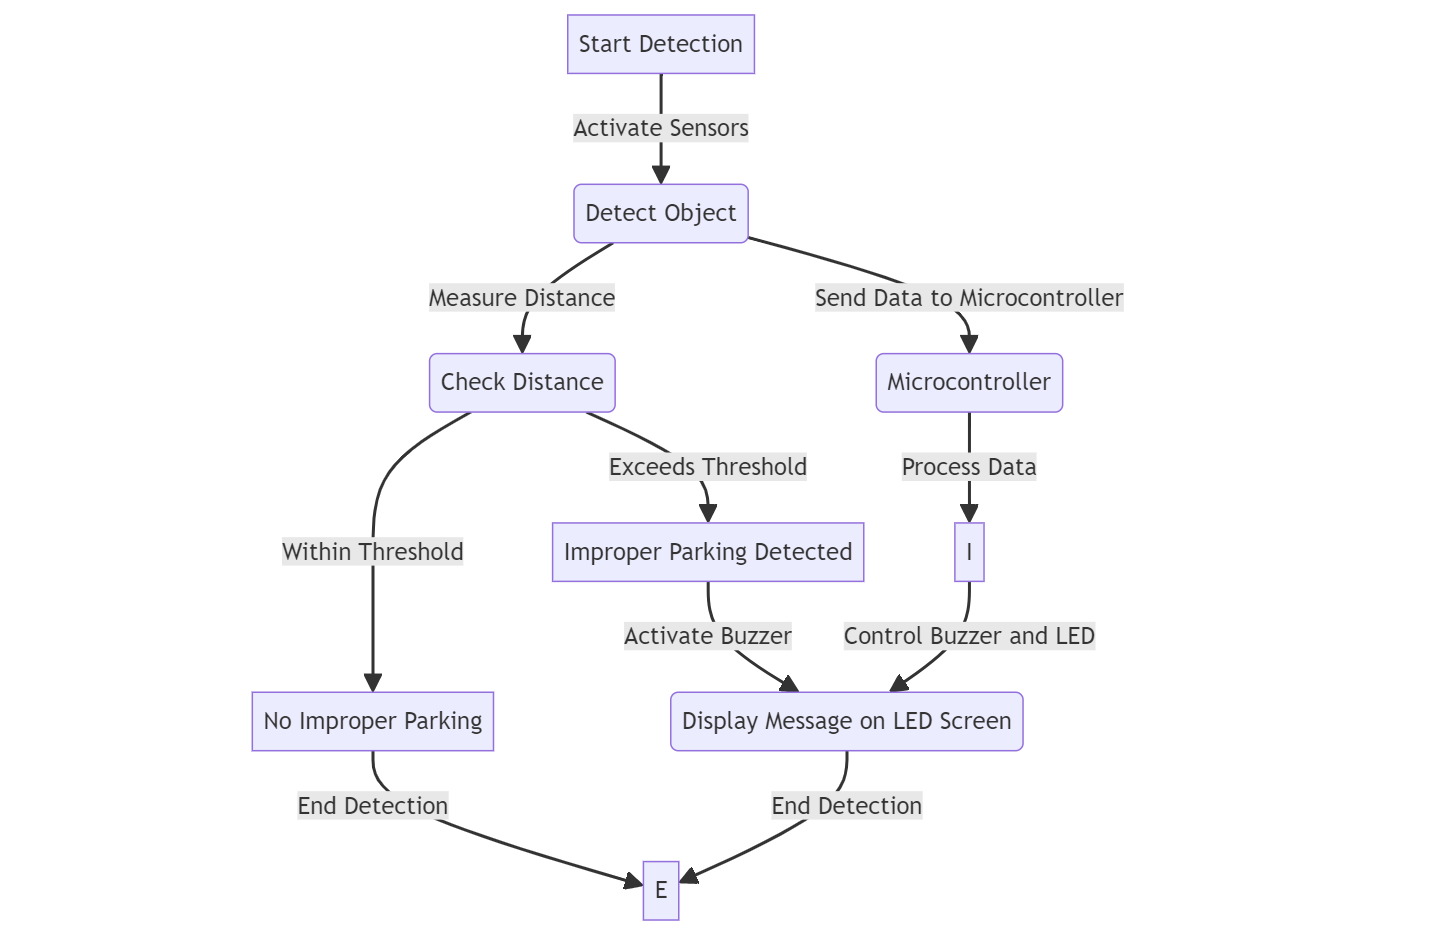 Start Detection
Activate Sensors
Detect Object
Measure Distance
Send Data to Microcontroller
Check Distance
Microcontroller
Exceeds Threshold
Process Data
Within Threshold
Improper Parking Detected
I
Activate Buzzer
Control Buzzer and LED
No Improper Parking
Display Message on LED Screen
End Detection
End Detection
E